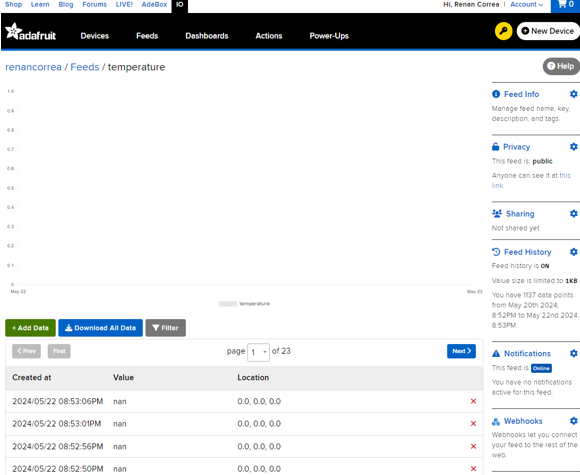 Shop Learn Blog Forums LIVE! AdaBox IO Hi, Renan Correa | Account 0
adafruit Devices Feeds Dashboards Actions Power-Ups New Device
renancorrea / Feeds / temperature
? Help
1.0
0.9
0.8
0.7
0.6
0.5
0.4
0.3
0.2
0.1
0
May 22 May 22
temperature
+ Add Data Download All Data Filter
Prev First page 1 of 23 Next
Created at Value Location
2024/05/22 08:53:06PM nan 0.0, 0.0, 0.0 ×
2024/05/22 08:53:01PM nan 0.0, 0.0, 0.0 ×
2024/05/22 08:52:56PM nan 0.0, 0.0, 0.0 ×
2024/05/22 08:52:50PM nan 0.0, 0.0, 0.0 ×
Feed Info
Manage feed name, key,
description, and tags.
Privacy
This feed is: public.
Anyone can see it at this
link.
Sharing
Not shared yet
Feed History
Feed history is ON
Value size is limited to 1KB
You have 1137 data points
from May 20th 2024,
8:52PM to May 22nd 2024,
8:53PM.
Notifications
This feed is Online
You have no notifications
active for this feed.
Webhooks
Webhooks let you connect
your feed to the rest of the
web.